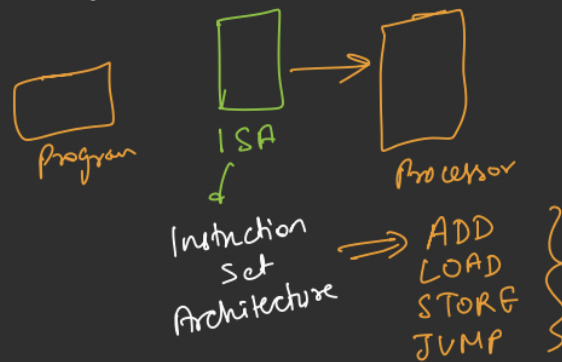 Program
ISA
Processor
Instruction
Set
Architecture
ADD
LOAD
STORE
JUMP